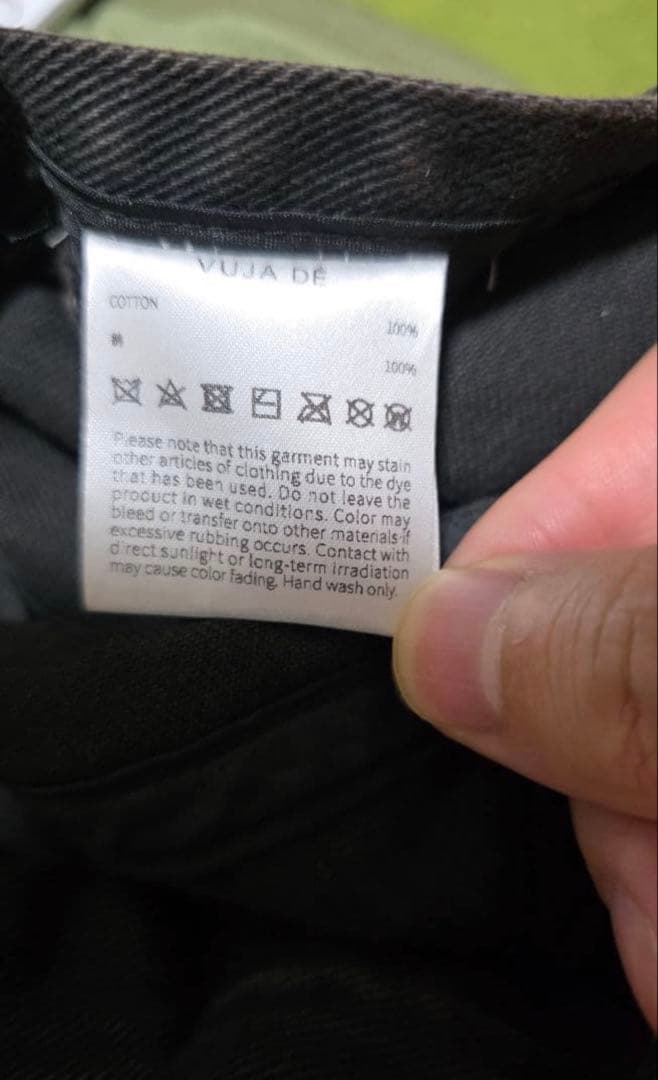 VUJA DÉ
COTTON 100%
綿 100%
Please note that this garment may stain
other articles of clothing due to the dye
that has been used. Do not leave the
product in wet conditions. Color may
bleed or transfer onto other materials if
excessive rubbing occurs. Contact with
direct sunlight or long-term irradiation
may cause color fading. Hand wash only.